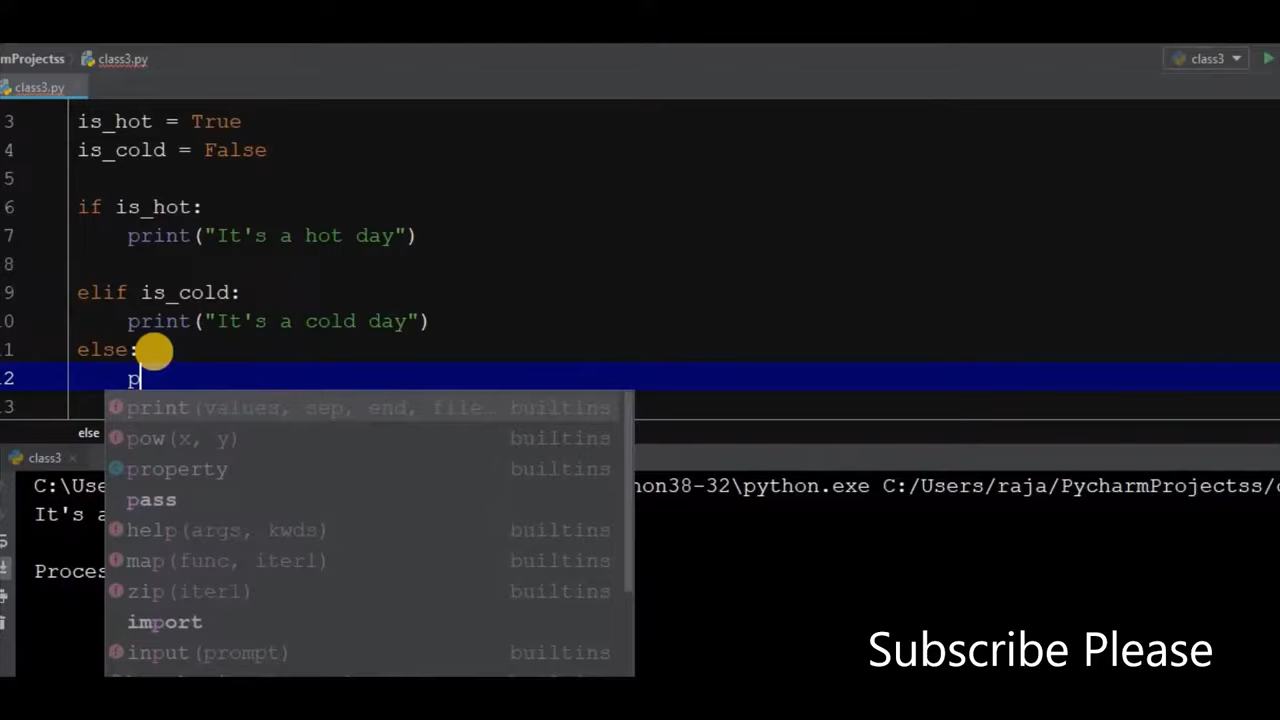 mProjectss class3.py class3
class3.py
3 is_hot = True
4 is_cold = False
5
6 if is_hot:
7 print("It's a hot day")
8
9 elif is_cold:
10 print("It's a cold day")
11 else:
12 p
13
print(values, sep, end, file... builtins
pow(x, y) builtins
property builtins
pass
help(args, kwds) builtins
map(func, iter1) builtins
zip(iter1) builtins
import
input(prompt) builtins
else
class3
C:\Use non38-32\python.exe C:/Users/raja/PycharmProjectss/
It's a
Proces
Subscribe Please